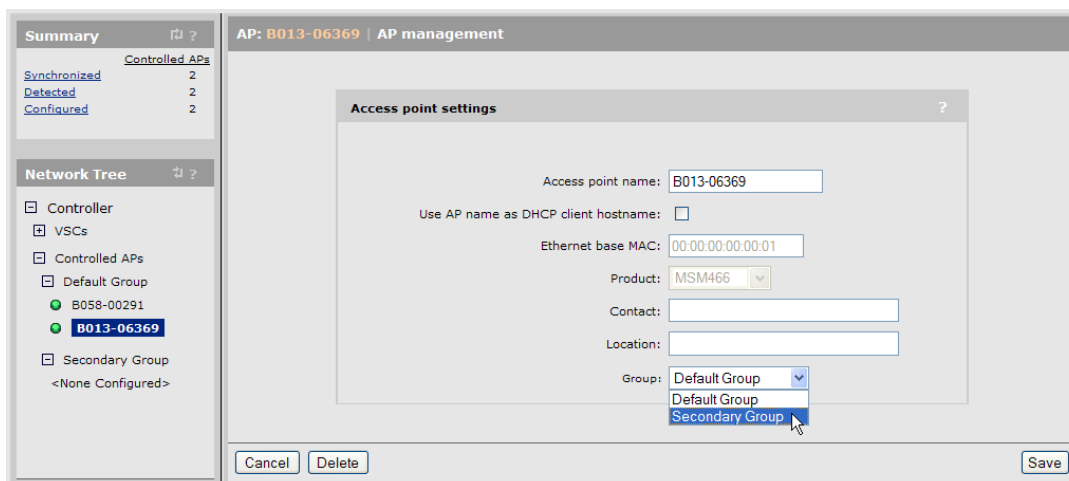 Summary ?
Controlled APs
Synchronized 2
Detected 2
Configured 2
Network Tree ?
Controller
VSCs
Controlled APs
Default Group
B058-00291
B013-06369
Secondary Group
<None Configured>
AP: B013-06369 | AP management
Access point settings ?
Access point name: B013-06369
Use AP name as DHCP client hostname:
Ethernet base MAC: 00:00:00:00:00:01
Product: MSM466
Contact:
Location:
Group: Default Group
Default Group
Secondary Group
Cancel Delete Save